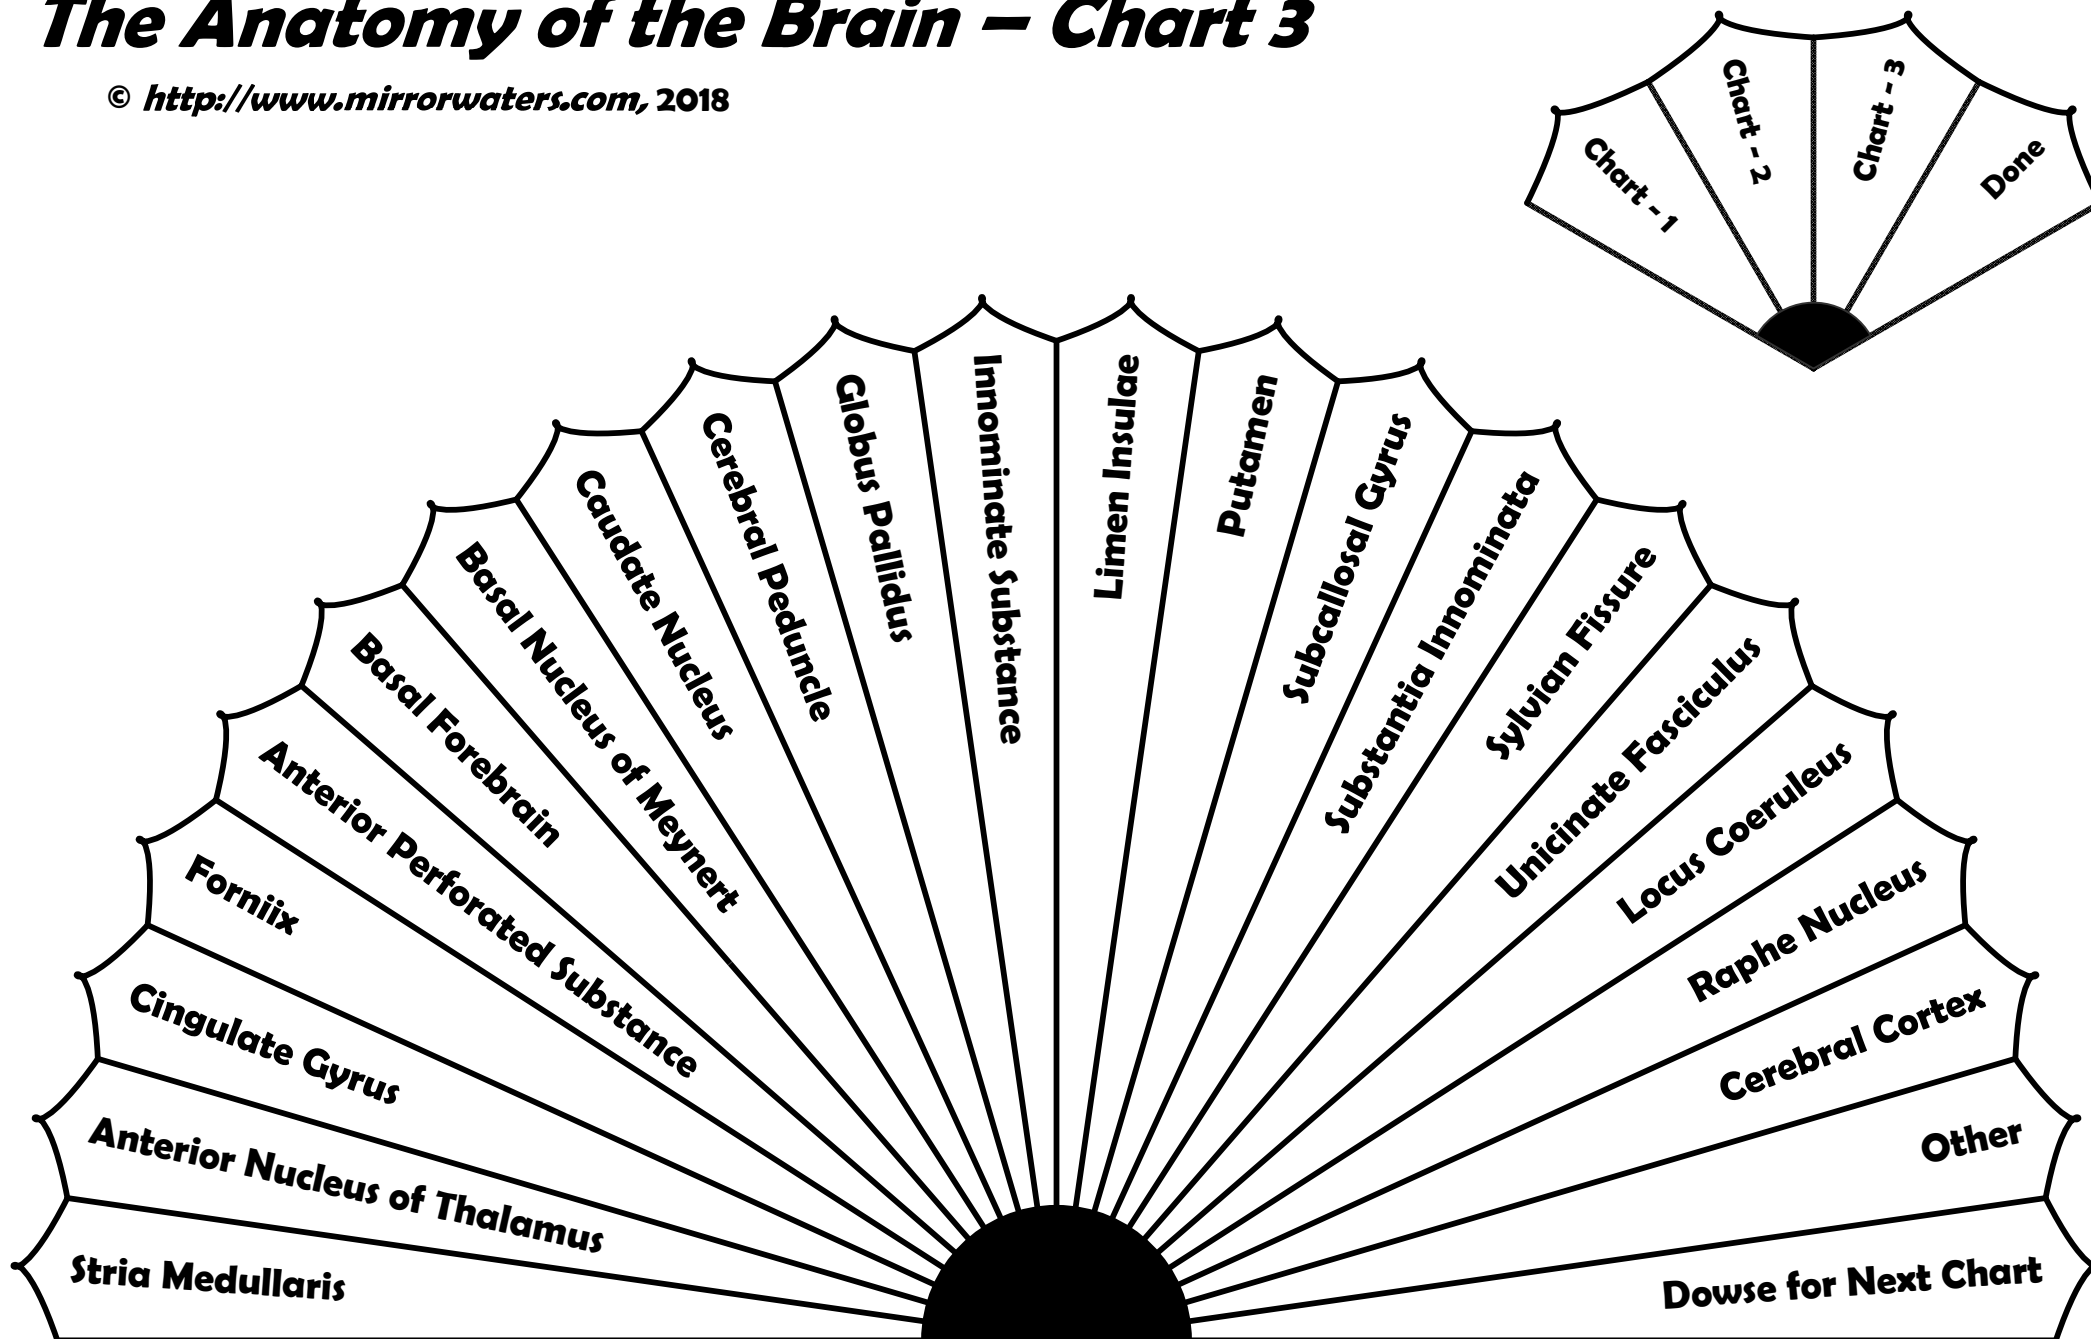 The Anatomy of the Brain – Chart 3
© http://www.mirrorwaters.com, 2018
Chart - 1
Chart - 2
Chart - 3
Done
Stria Medullaris
Anterior Nucleus of Thalamus
Cingulate Gyrus
Forniix
Anterior Perforated Substance
Basal Forebrain
Basal Nucleus of Meynert
Caudate Nucleus
Cerebral Peduncle
Globus Pallidus
Innominate Substance
Limen Insulae
Putamen
Subcallosal Gyrus
Substantia Innominata
Sylvian Fissure
Unicinate Fasciculus
Locus Coeruleus
Raphe Nucleus
Cerebral Cortex
Other
Dowse for Next Chart